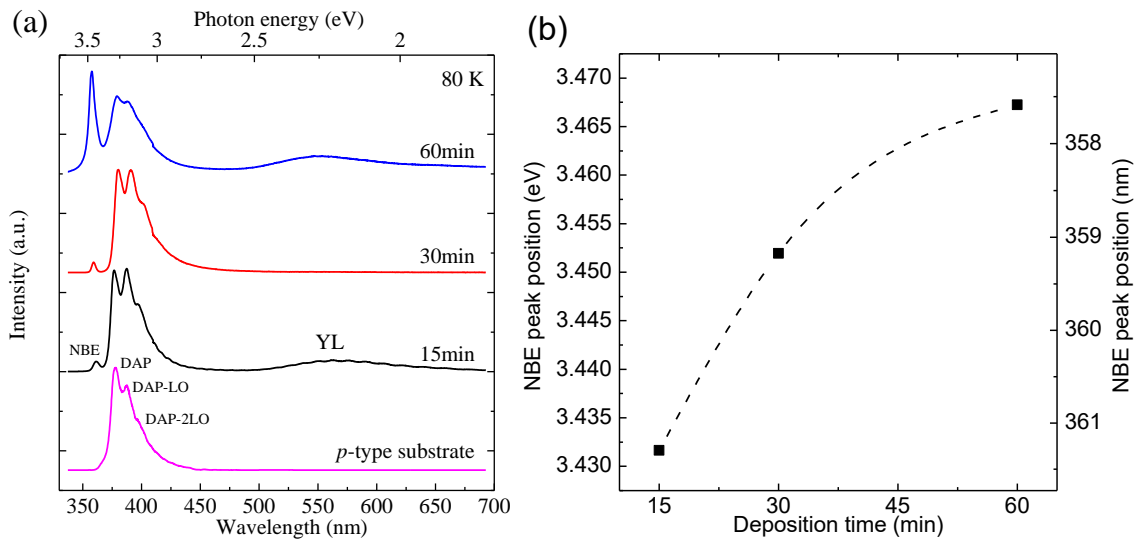 (a)
Photon energy (eV)
3.5 3 2.5 2
80 K
60min
30min
15min
NBE
DAP
DAP-LO
DAP-2LO
YL
p-type substrate
Intensity (a.u.)
350 400 450 500 550 600 650 700
Wavelength (nm)
(b)
3.470
3.465
3.460
3.455
3.450
3.445
3.440
3.435
3.430
NBE peak position (eV)
358
359
360
361
NBE peak position (nm)
15 30 45 60
Deposition time (min)